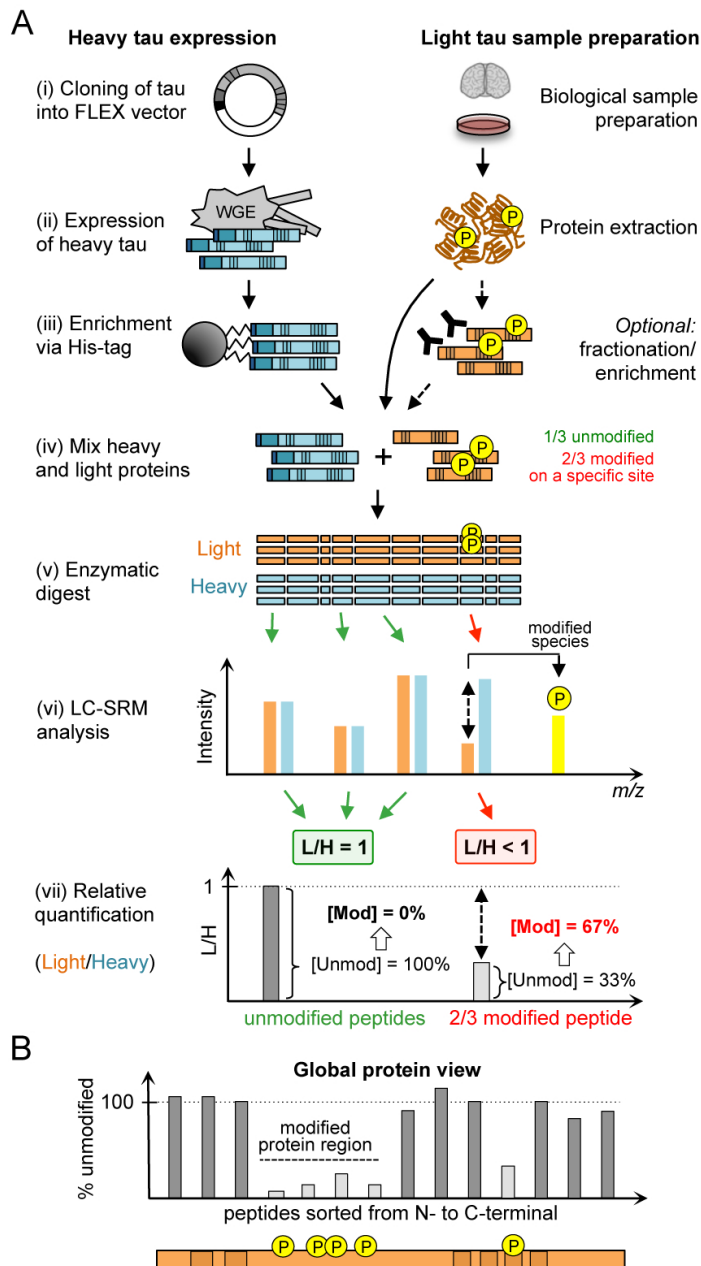 A
Heavy tau expression
Light tau sample preparation
(i) Cloning of tau
into FLEX vector
Biological sample
preparation
(ii) Expression
of heavy tau
WGE
P
P
Protein extraction
(iii) Enrichment
via His-tag
P
P
Optional:
fractionation/
enrichment
(iv) Mix heavy
and light proteins
+
P
P
1/3 unmodified
2/3 modified
on a specific site
(v) Enzymatic
digest
Light
Heavy
P
P
modified
species
(vi) LC-SRM
analysis
Intensity
P
m/z
L/H = 1
L/H < 1
(vii) Relative
quantification
(Light/Heavy)
L/H
1
[Mod] = 0%
[Unmod] = 100%
[Mod] = 67%
[Unmod] = 33%
unmodified peptides
2/3 modified peptide
B
Global protein view
% unmodified
100
modified
protein region
peptides sorted from N- to C-terminal
P
P
P
P
P